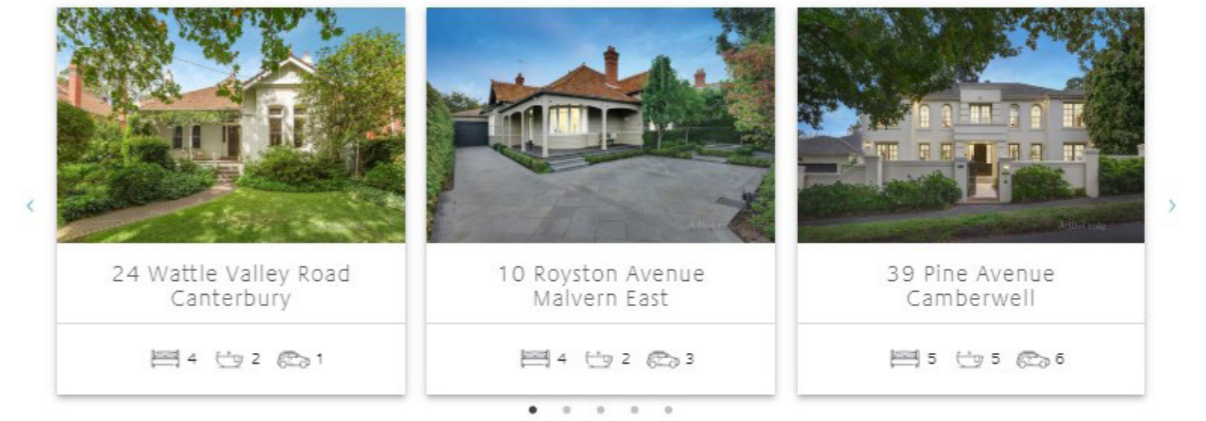 24 Wattle Valley Road
Canterbury
4 2 1
10 Royston Avenue
Malvern East
4 2 3
39 Pine Avenue
Camberwell
5 5 6